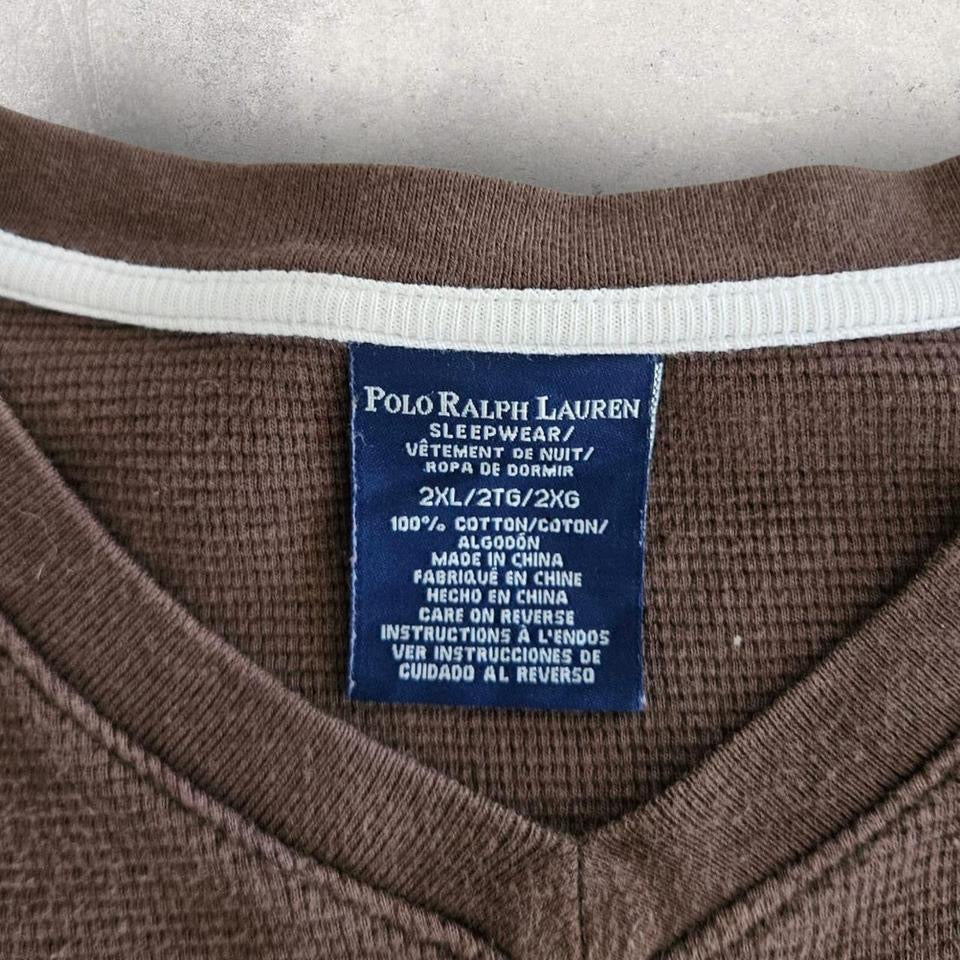 POLO RALPH LAUREN
SLEEPWEAR/
VÊTEMENT DE NUIT/
ROPA DE DORMIR
2XL/2TG/2XG
100% COTTON/COTON/
ALGODÓN
MADE IN CHINA
FABRIQUÉ EN CHINE
HECHO EN CHINA
CARE ON REVERSE
INSTRUCTIONS À L'ENDOS
VER INSTRUCCIONES DE
CUIDADO AL REVERSO